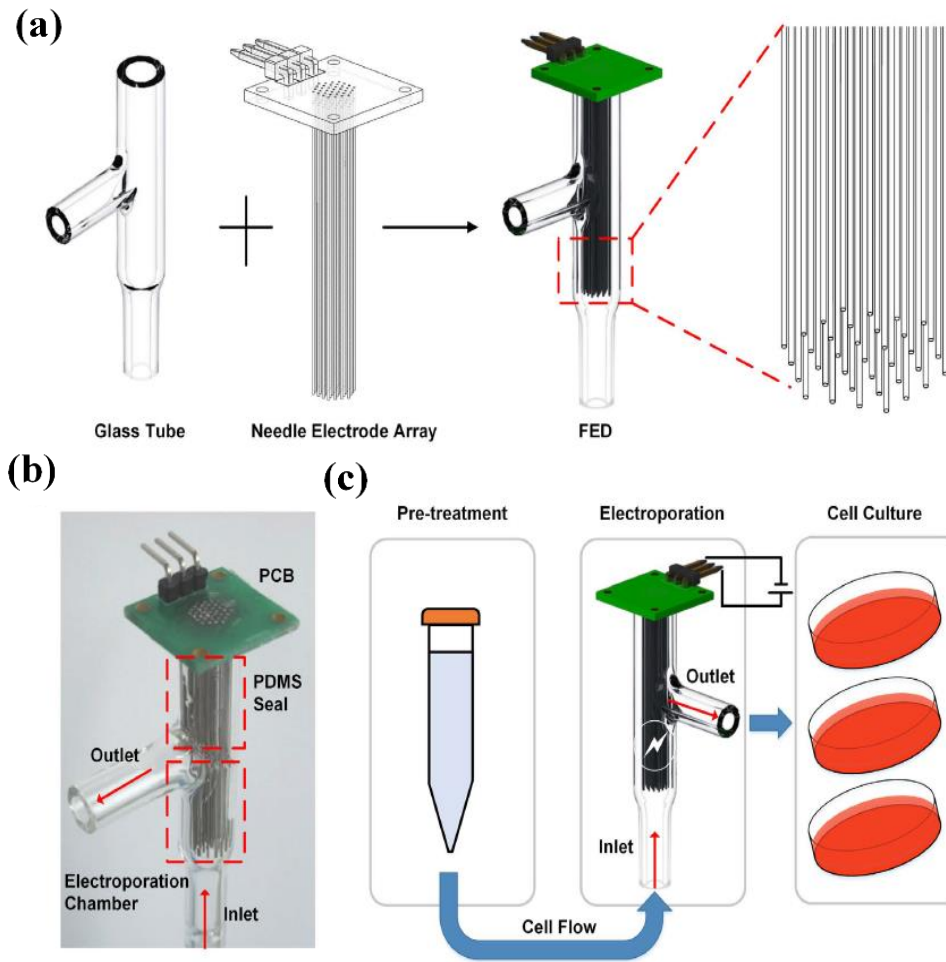 (a)
Glass Tube
Needle Electrode Array
FED
(b)
PCB
PDMS
Seal
Outlet
Electroporation
Chamber
Inlet
(c)
Pre-treatment
Electroporation
Cell Culture
Outlet
Inlet
Cell Flow